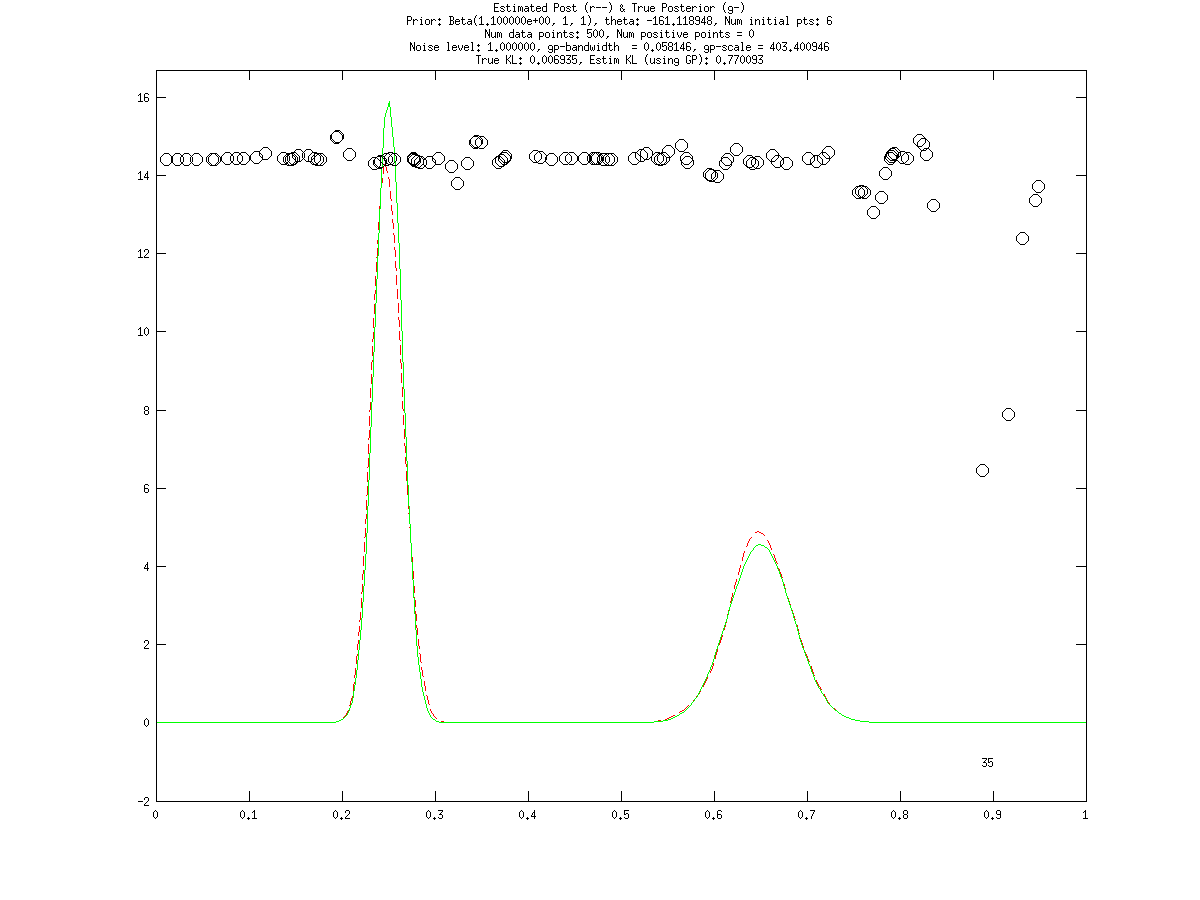 Estimated Post (r--) & True Posterior (g-)
Prior: Beta(1.100000e+00, 1, 1), theta: -161.118948, Num initial pts: 6
Num data points: 500, Num positive points = 0
Noise level: 1.000000, gp-bandwidth  = 0.058146, gp-scale = 403.400946
True KL: 0.006935, Estim KL (using GP): 0.770093
16
14
12
10
8
6
4
2
0
35
-2
0 0.1 0.2 0.3 0.4 0.5 0.6 0.7 0.8 0.9 1